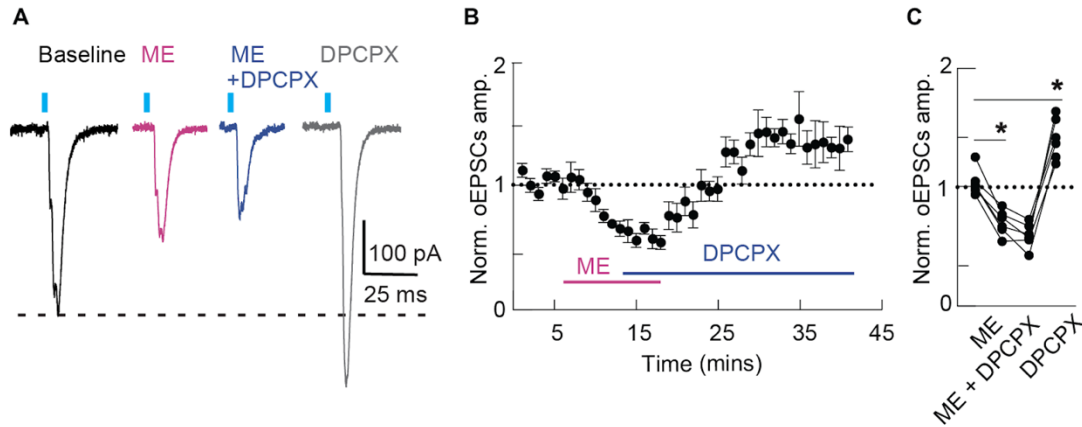 A
Baseline
ME
ME
+DPCPX
DPCPX
100 pA
25 ms
B
Norm. oEPSCs amp.
2
1
0
ME
DPCPX
5
15
25
35
45
Time (mins)
C
Norm. oEPSCs amp.
2
1
0
*
*
ME
ME + DPCPX
DPCPX